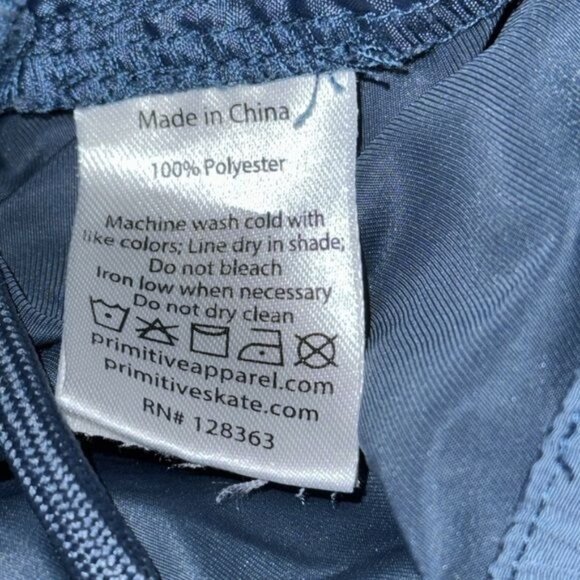 Made in China
100% Polyester
Machine wash cold with
like colors; Line dry in shade;
Do not bleach
Iron low when necessary
Do not dry clean
primitiveapparel.com
primitiveskate.com
RN# 128363